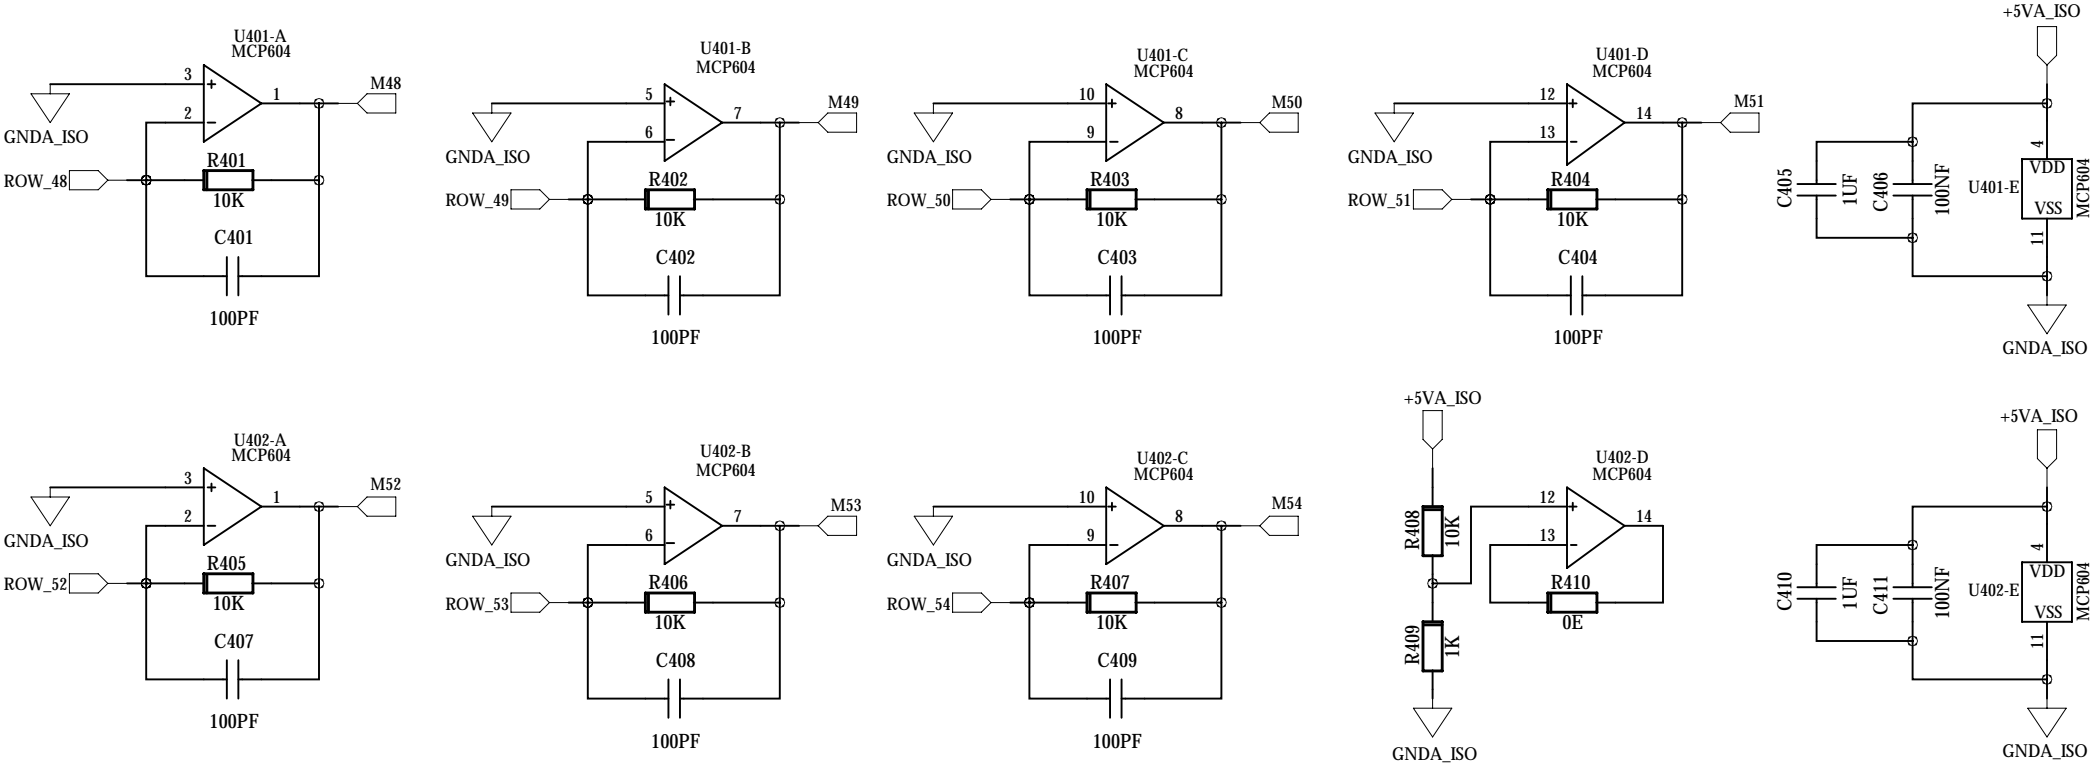 U401-A
MCP604
3
+
2
−
1
M48
GNDA_ISO
ROW_48
R401
10K
C401
100PF
U401-B
MCP604
5
+
6
−
7
M49
GNDA_ISO
ROW_49
R402
10K
C402
100PF
U401-C
MCP604
10
+
9
−
8
M50
GNDA_ISO
ROW_50
R403
10K
C403
100PF
U401-D
MCP604
12
+
13
−
14
M51
GNDA_ISO
ROW_51
R404
10K
C404
100PF
+5VA_ISO
C405
1UF
C406
100NF
4
U401-E
VDD
VSS
MCP604
11
GNDA_ISO
U402-A
MCP604
3
+
2
−
1
M52
GNDA_ISO
ROW_52
R405
10K
C407
100PF
U402-B
MCP604
5
+
6
−
7
M53
GNDA_ISO
ROW_53
R406
10K
C408
100PF
U402-C
MCP604
10
+
9
−
8
M54
GNDA_ISO
ROW_54
R407
10K
C409
100PF
+5VA_ISO
R408
10K
R409
1K
GNDA_ISO
U402-D
MCP604
12
+
13
−
14
R410
0E
+5VA_ISO
C410
1UF
C411
100NF
4
U402-E
VDD
VSS
MCP604
11
GNDA_ISO